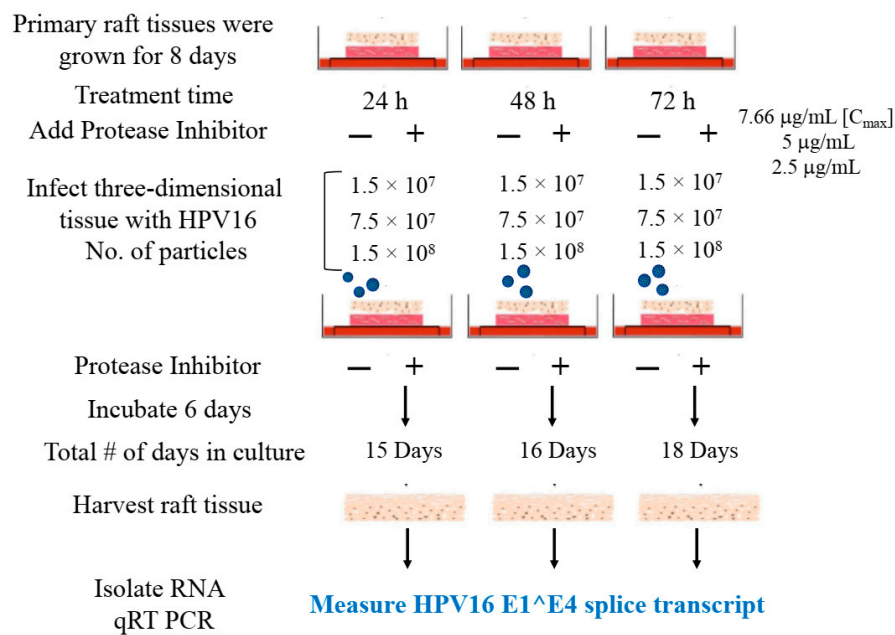 Primary raft tissues were
grown for 8 days
Treatment time
24 h 48 h 72 h
Add Protease Inhibitor
– + – + – +
7.66 μg/mL [Cmax]
5 μg/mL
2.5 μg/mL
Infect three-dimensional
tissue with HPV16
No. of particles
1.5 × 10⁷ 1.5 × 10⁷ 1.5 × 10⁷
7.5 × 10⁷ 7.5 × 10⁷ 7.5 × 10⁷
1.5 × 10⁸ 1.5 × 10⁸ 1.5 × 10⁸
Protease Inhibitor
– + – + – +
Incubate 6 days
Total # of days in culture
15 Days 16 Days 18 Days
Harvest raft tissue
Isolate RNA
qRT PCR
Measure HPV16 E1^E4 splice transcript